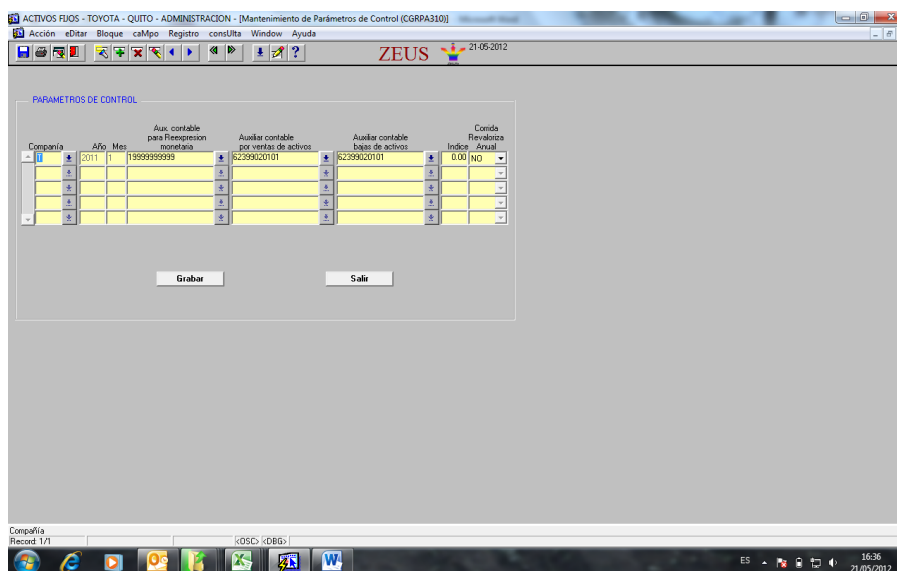 ACTIVOS FIJOS - TOYOTA - QUITO - ADMINISTRACION - [Mantenimiento de Parámetros de Control (CGRPA310)]
Acción eDitar Bloque caMpo Registro consUlta Window Ayuda
ZEUS 21-05-2012
PARAMETROS DE CONTROL
Aux. contable Corrida
para Reexpresion Auxiliar contable Auxiliar contable Revaloriza
Compania Año Mes monetaria por ventas de activos bajas de activos Indice Anual
T 2011 1 19999999999 62399020101 62399020101 0.00 NO
Grabar Salir
Compañía
Record: 1/1 <OSC> <DBG>
ES 16:36
21/05/2012